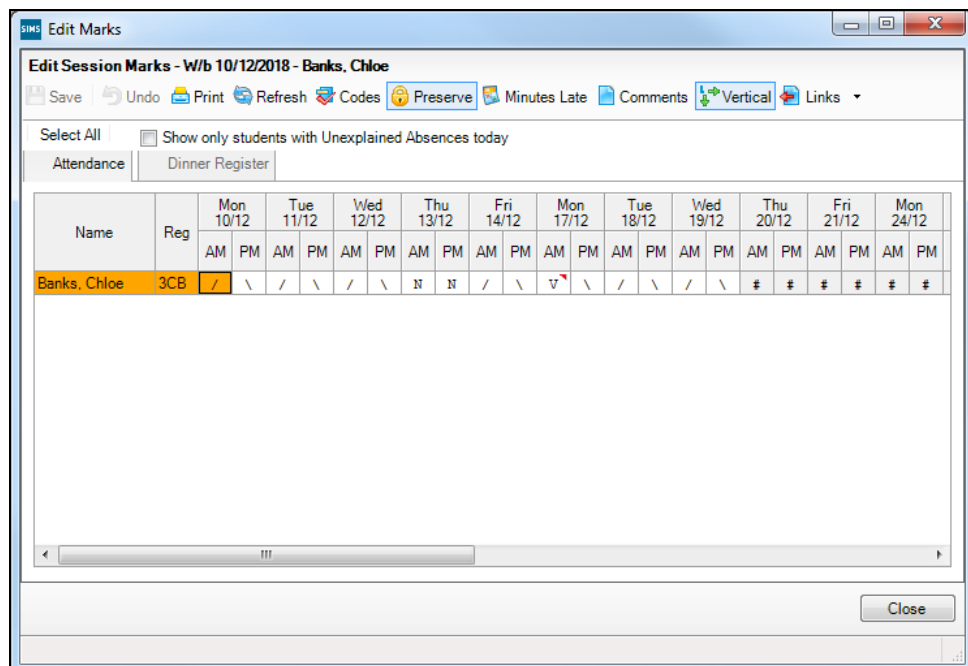 SIMS Edit Marks
Edit Session Marks - W/b 10/12/2018 - Banks, Chloe
Save Undo Print Refresh Codes Preserve Minutes Late Comments Vertical Links
Select All Show only students with Unexplained Absences today
Attendance Dinner Register
Name Reg Mon 10/12 Tue 11/12 Wed 12/12 Thu 13/12 Fri 14/12 Mon 17/12 Tue 18/12 Wed 19/12 Thu 20/12 Fri 21/12 Mon 24/12
AM PM AM PM AM PM AM PM AM PM AM PM AM PM AM PM AM PM AM PM AM PM
Banks, Chloe 3CB / \ / \ / \ N N / \ V \ / \ / \ # # # # # #
Close